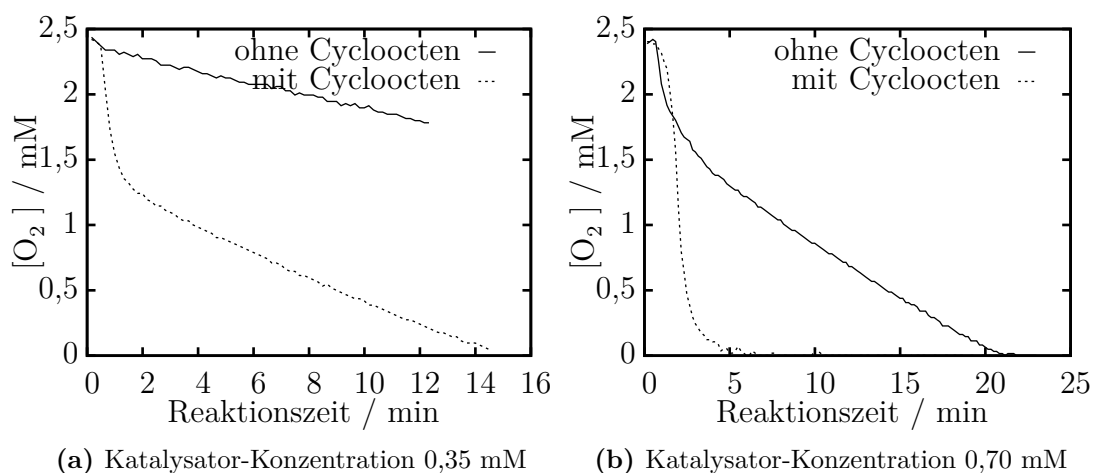 2,5
2
1,5
1
0,5
0
[O2] / mM
ohne Cycloocten
mit Cycloocten
0 2 4 6 8 10 12 14 16
Reaktionszeit / min
(a) Katalysator-Konzentration 0,35 mM
2,5
2
1,5
1
0,5
0
[O2] / mM
ohne Cycloocten
mit Cycloocten
0 5 10 15 20 25
Reaktionszeit / min
(b) Katalysator-Konzentration 0,70 mM